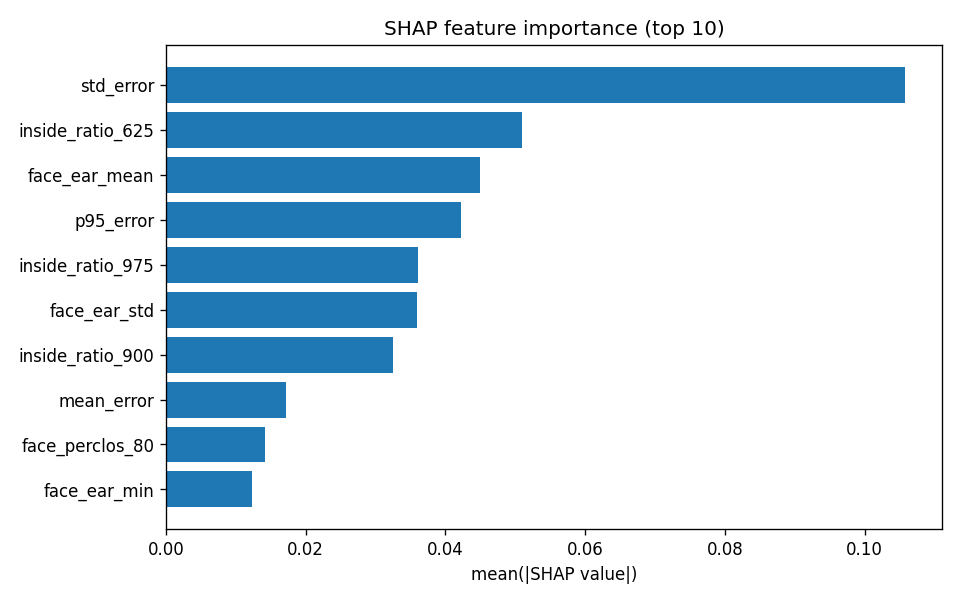 SHAP feature importance (top 10)
std_error
inside_ratio_625
face_ear_mean
p95_error
inside_ratio_975
face_ear_std
inside_ratio_900
mean_error
face_perclos_80
face_ear_min
0.00 0.02 0.04 0.06 0.08 0.10
mean(|SHAP value|)